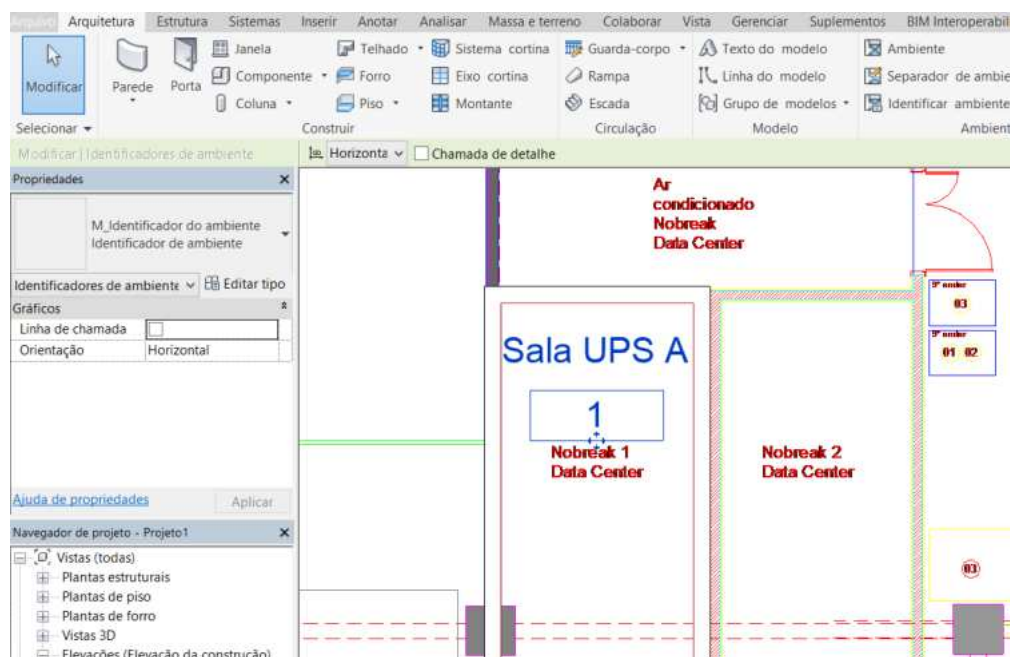 Arquivo Arquitetura Estrutura Sistemas Inserir Anotar Analisar Massa e terreno Colaborar Vista Gerenciar Suplementos BIM Interoperabili
Modificar
Parede
Porta
Janela
Componente
Coluna
Telhado
Forro
Piso
Sistema cortina
Eixo cortina
Montante
Guarda-corpo
Rampa
Escada
Texto do modelo
Linha do modelo
Grupo de modelos
Ambiente
Separador de ambie
Identificar ambiente
Selecionar Construir Circulação Modelo Ambient
Modificar | Identificadores de ambiente Horizonta Chamada de detalhe
Propriedades
M_Identificador do ambiente
Identificador de ambiente
Identificadores de ambiente Editar tipo
Gráficos
Linha de chamada
Orientação Horizontal
Ajuda de propriedades Aplicar
Navegador de projeto - Projeto1
Vistas (todas)
Plantas estruturais
Plantas de piso
Plantas de forro
Vistas 3D
Elevações (Elevação da construção)
Ar
condicionado
Nobreak
Data Center
Sala UPS A
1
Nobreak 1
Data Center
Nobreak 2
Data Center
9º andar
03
9º andar
01 02
03